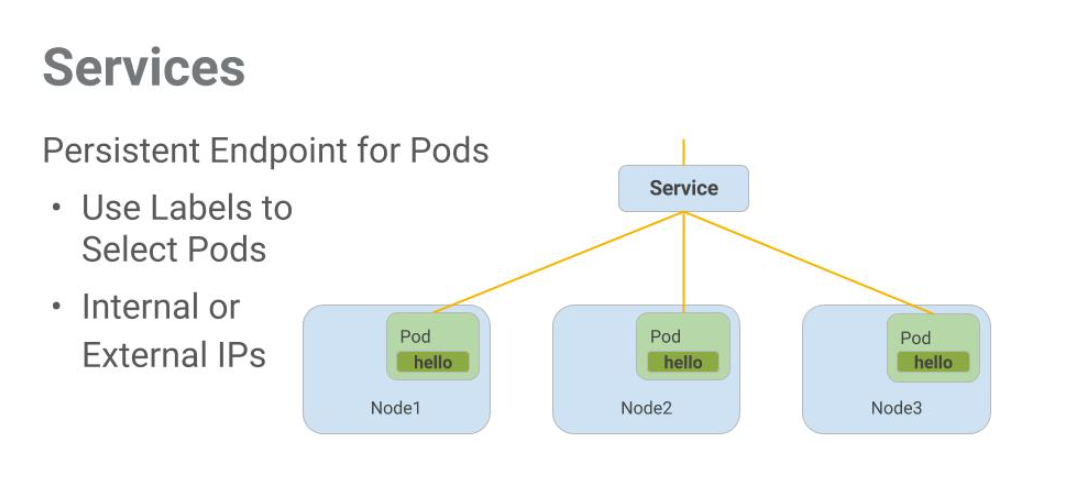 Services
Persistent Endpoint for Pods
• Use Labels to
Select Pods
• Internal or
External IPs
Service
Pod
hello
Node1
Pod
hello
Node2
Pod
hello
Node3